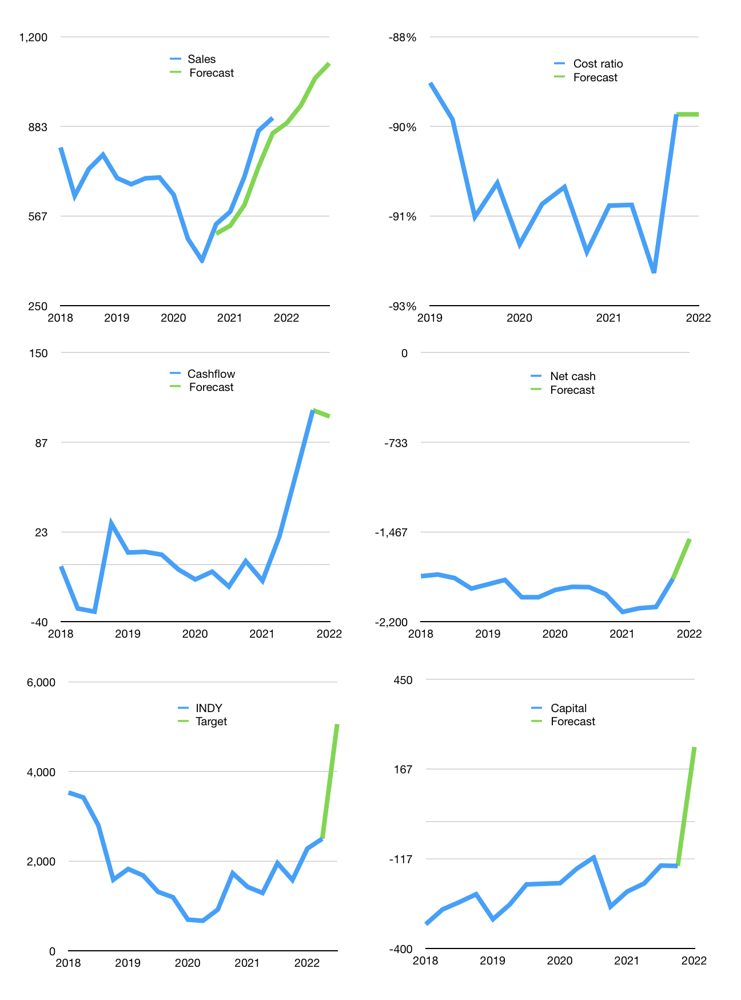 1,200
Sales
Forecast
883
567
250
2018 2019 2020 2021 2022
-88%
Cost ratio
Forecast
-90%
-91%
-93%
2019 2020 2021 2022
150
Cashflow
Forecast
87
23
-40
2018 2019 2020 2021 2022
0
Net cash
Forecast
-733
-1,467
-2,200
2018 2019 2020 2021 2022
6,000
INDY
Target
4,000
2,000
0
2018 2019 2020 2021 2022
450
Capital
Forecast
167
-117
-400
2018 2019 2020 2021 2022